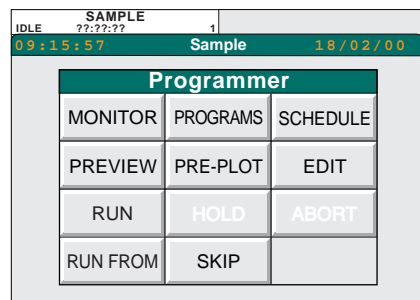 SAMPLE
IDLE ??:??:?? 1
09:15:57 Sample 18/02/00
Programmer
MONITOR PROGRAMS SCHEDULE
PREVIEW PRE-PLOT EDIT
RUN HOLD ABORT
RUN FROM SKIP